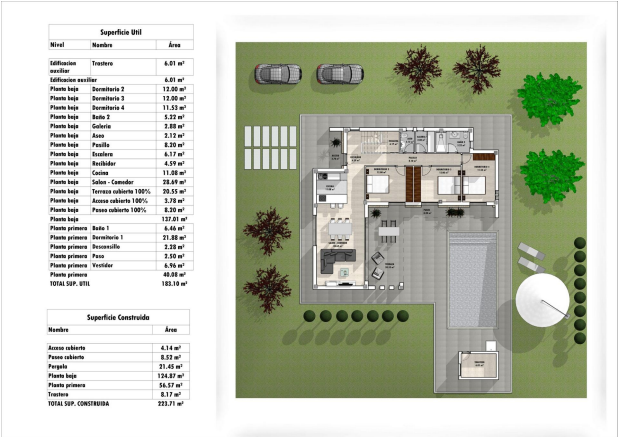 Superficie Util
Nivel Nombre Área
Edificacion auxiliar Trastero 6.01 m²
Edificacion auxiliar 6.01 m²
Planta baja Dormitorio 2 12.00 m²
Planta baja Dormitorio 3 12.00 m²
Planta baja Dormitorio 4 11.53 m²
Planta baja Baño 2 5.22 m²
Planta baja Galeria 2.88 m²
Planta baja Aseo 2.12 m²
Planta baja Pasillo 8.20 m²
Planta baja Escalera 6.17 m²
Planta baja Recibidor 4.59 m²
Planta baja Cocina 11.08 m²
Planta baja Salon - Comedor 28.69 m²
Planta baja Terraza cubierta 100% 20.55 m²
Planta baja Acceso cubierto 100% 3.78 m²
Planta baja Paseo cubierto 100% 8.20 m²
Planta baja 137.01 m²
Planta primera Baño 1 6.46 m²
Planta primera Dormitorio 1 21.88 m²
Planta primera Descansillo 2.28 m²
Planta primera Paso 2.50 m²
Planta primera Vestidor 6.96 m²
Planta primera 40.08 m²
TOTAL SUP. UTIL 183.10 m²
Superficie Construida
Nombre Área
Acceso cubierto 4.14 m²
Paseo cubierto 8.52 m²
Pergola 21.45 m²
Planta baja 124.87 m²
Planta primera 56.57 m²
Trastero 8.17 m²
TOTAL SUP. CONSTRUIDA 223.71 m²